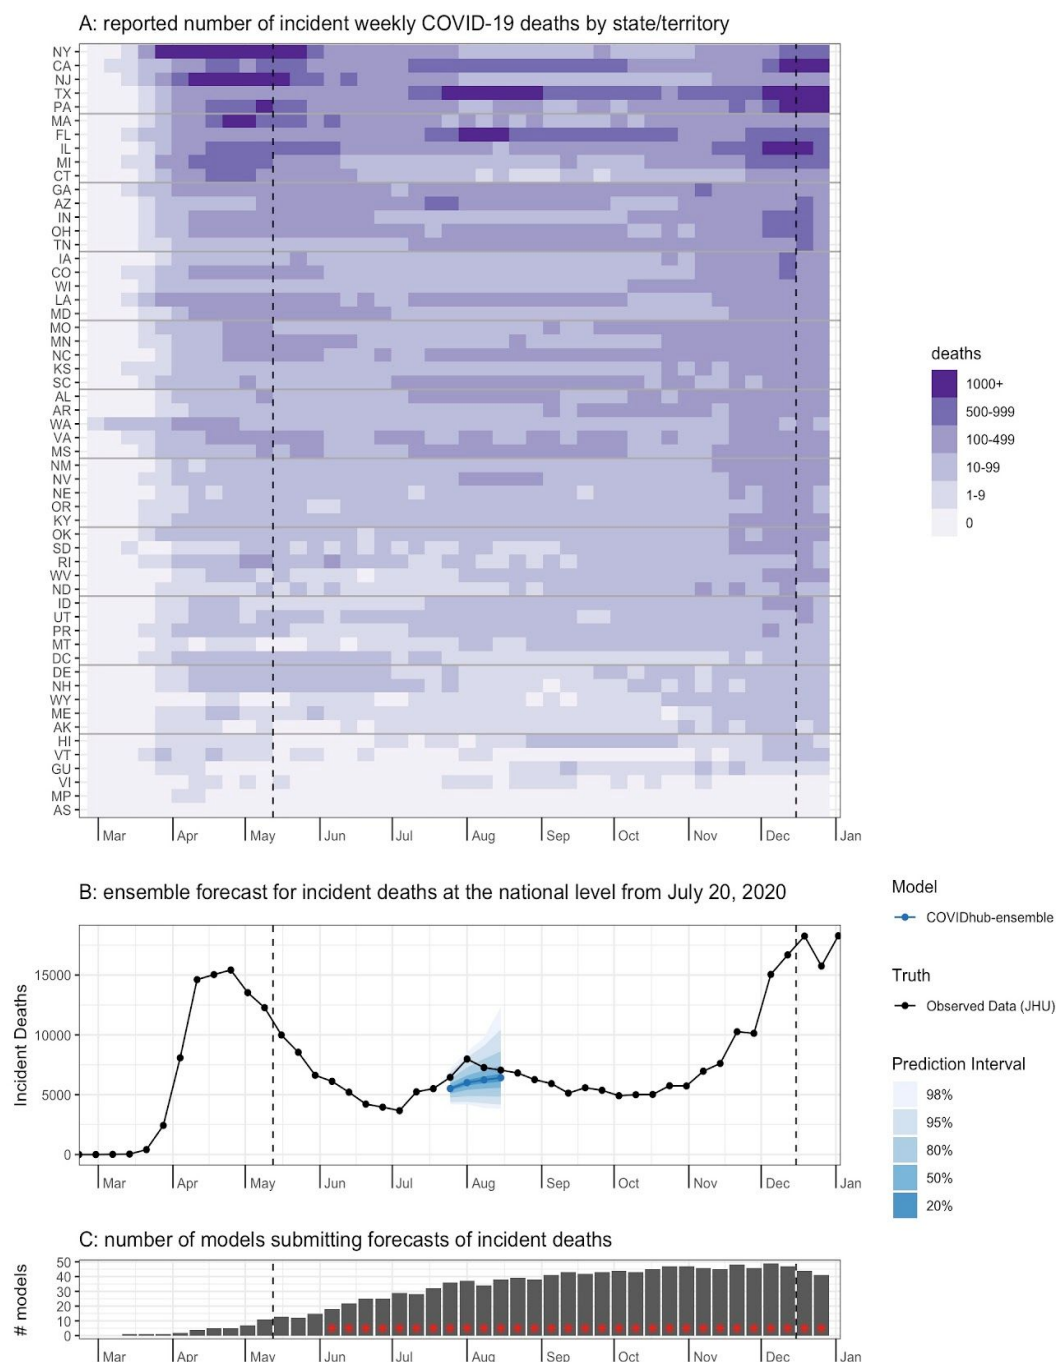 A: reported number of incident weekly COVID-19 deaths by state/territory
NY
CA
NJ
TX
PA
MA
FL
IL
MI
CT
GA
AZ
IN
OH
TN
IA
CO
WI
LA
MD
MO
MN
NC
KS
SC
AL
AR
WA
VA
MS
NM
NV
NE
OR
KY
OK
SD
RI
WV
ND
ID
UT
PR
MT
DC
DE
NH
WY
ME
AK
HI
VT
GU
VI
MP
AS
Mar Apr May Jun Jul Aug Sep Oct Nov Dec Jan
deaths
1000+
500-999
100-499
10-99
1-9
0
B: ensemble forecast for incident deaths at the national level from July 20, 2020
Incident Deaths
15000
10000
5000
0
Mar Apr May Jun Jul Aug Sep Oct Nov Dec Jan
Model
COVIDhub-ensemble
Truth
Observed Data (JHU)
Prediction Interval
98%
95%
80%
50%
20%
C: number of models submitting forecasts of incident deaths
# models
50
40
30
20
10
0
Mar Apr May Jun Jul Aug Sep Oct Nov Dec Jan